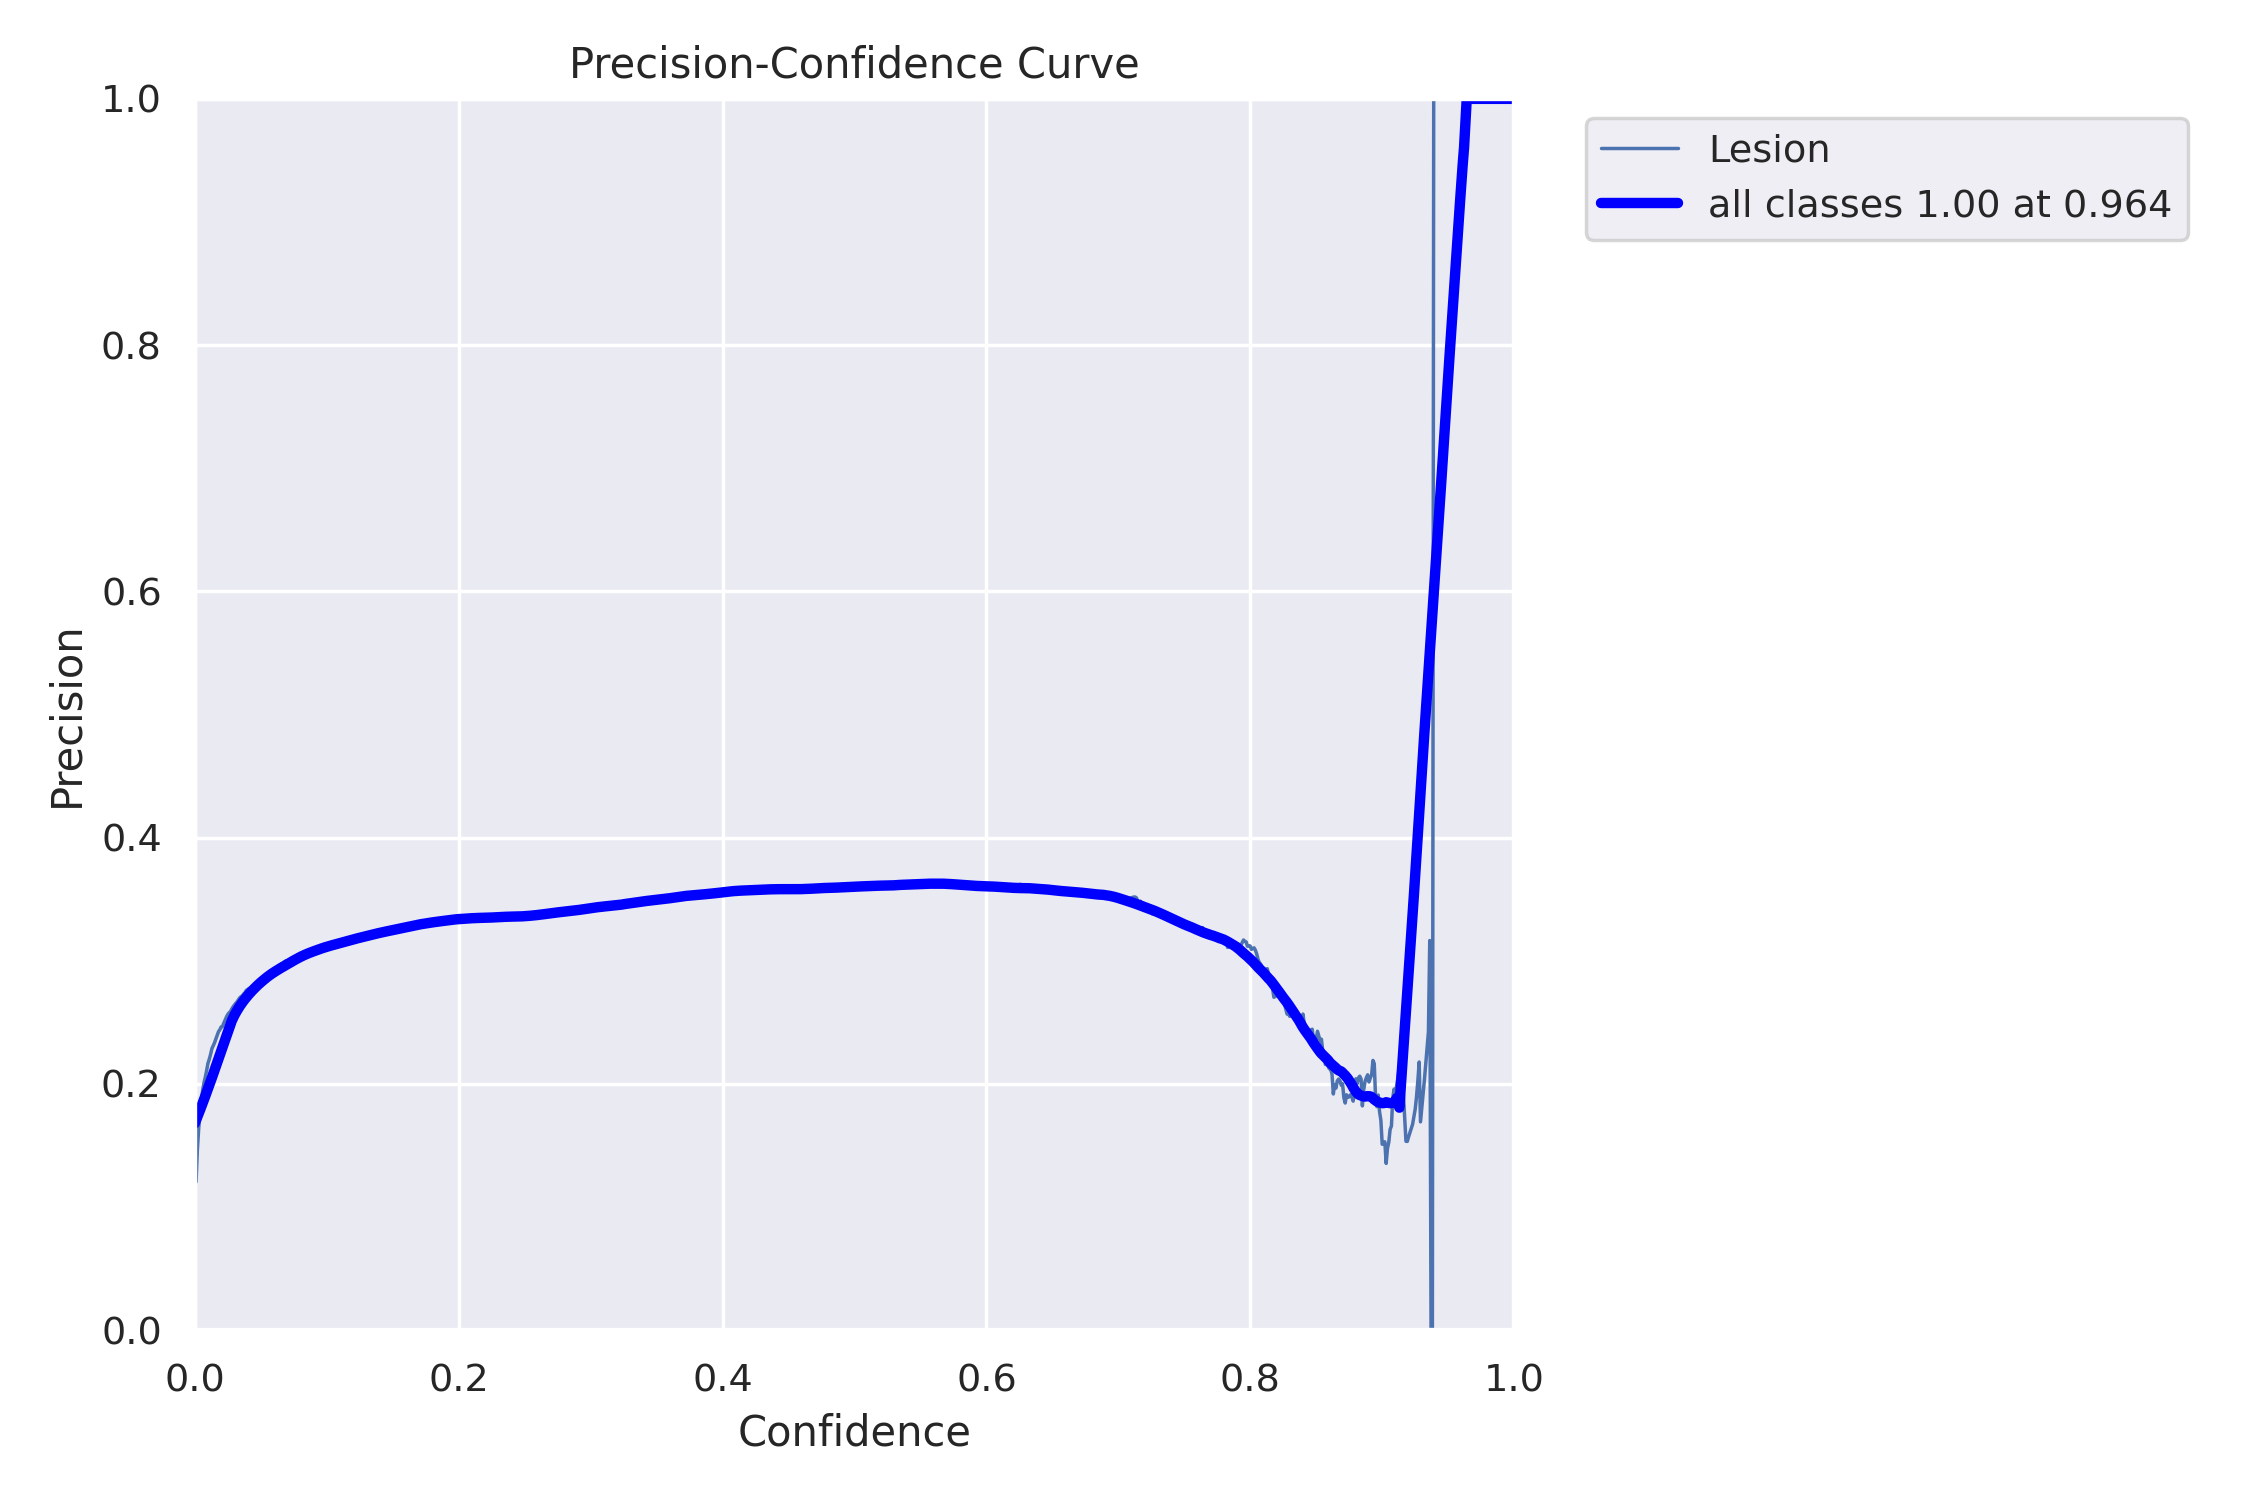 Precision-Confidence Curve
1.0
0.8
0.6
0.4
0.2
0.0
Precision
0.0 0.2 0.4 0.6 0.8 1.0
Confidence
Lesion
all classes 1.00 at 0.964